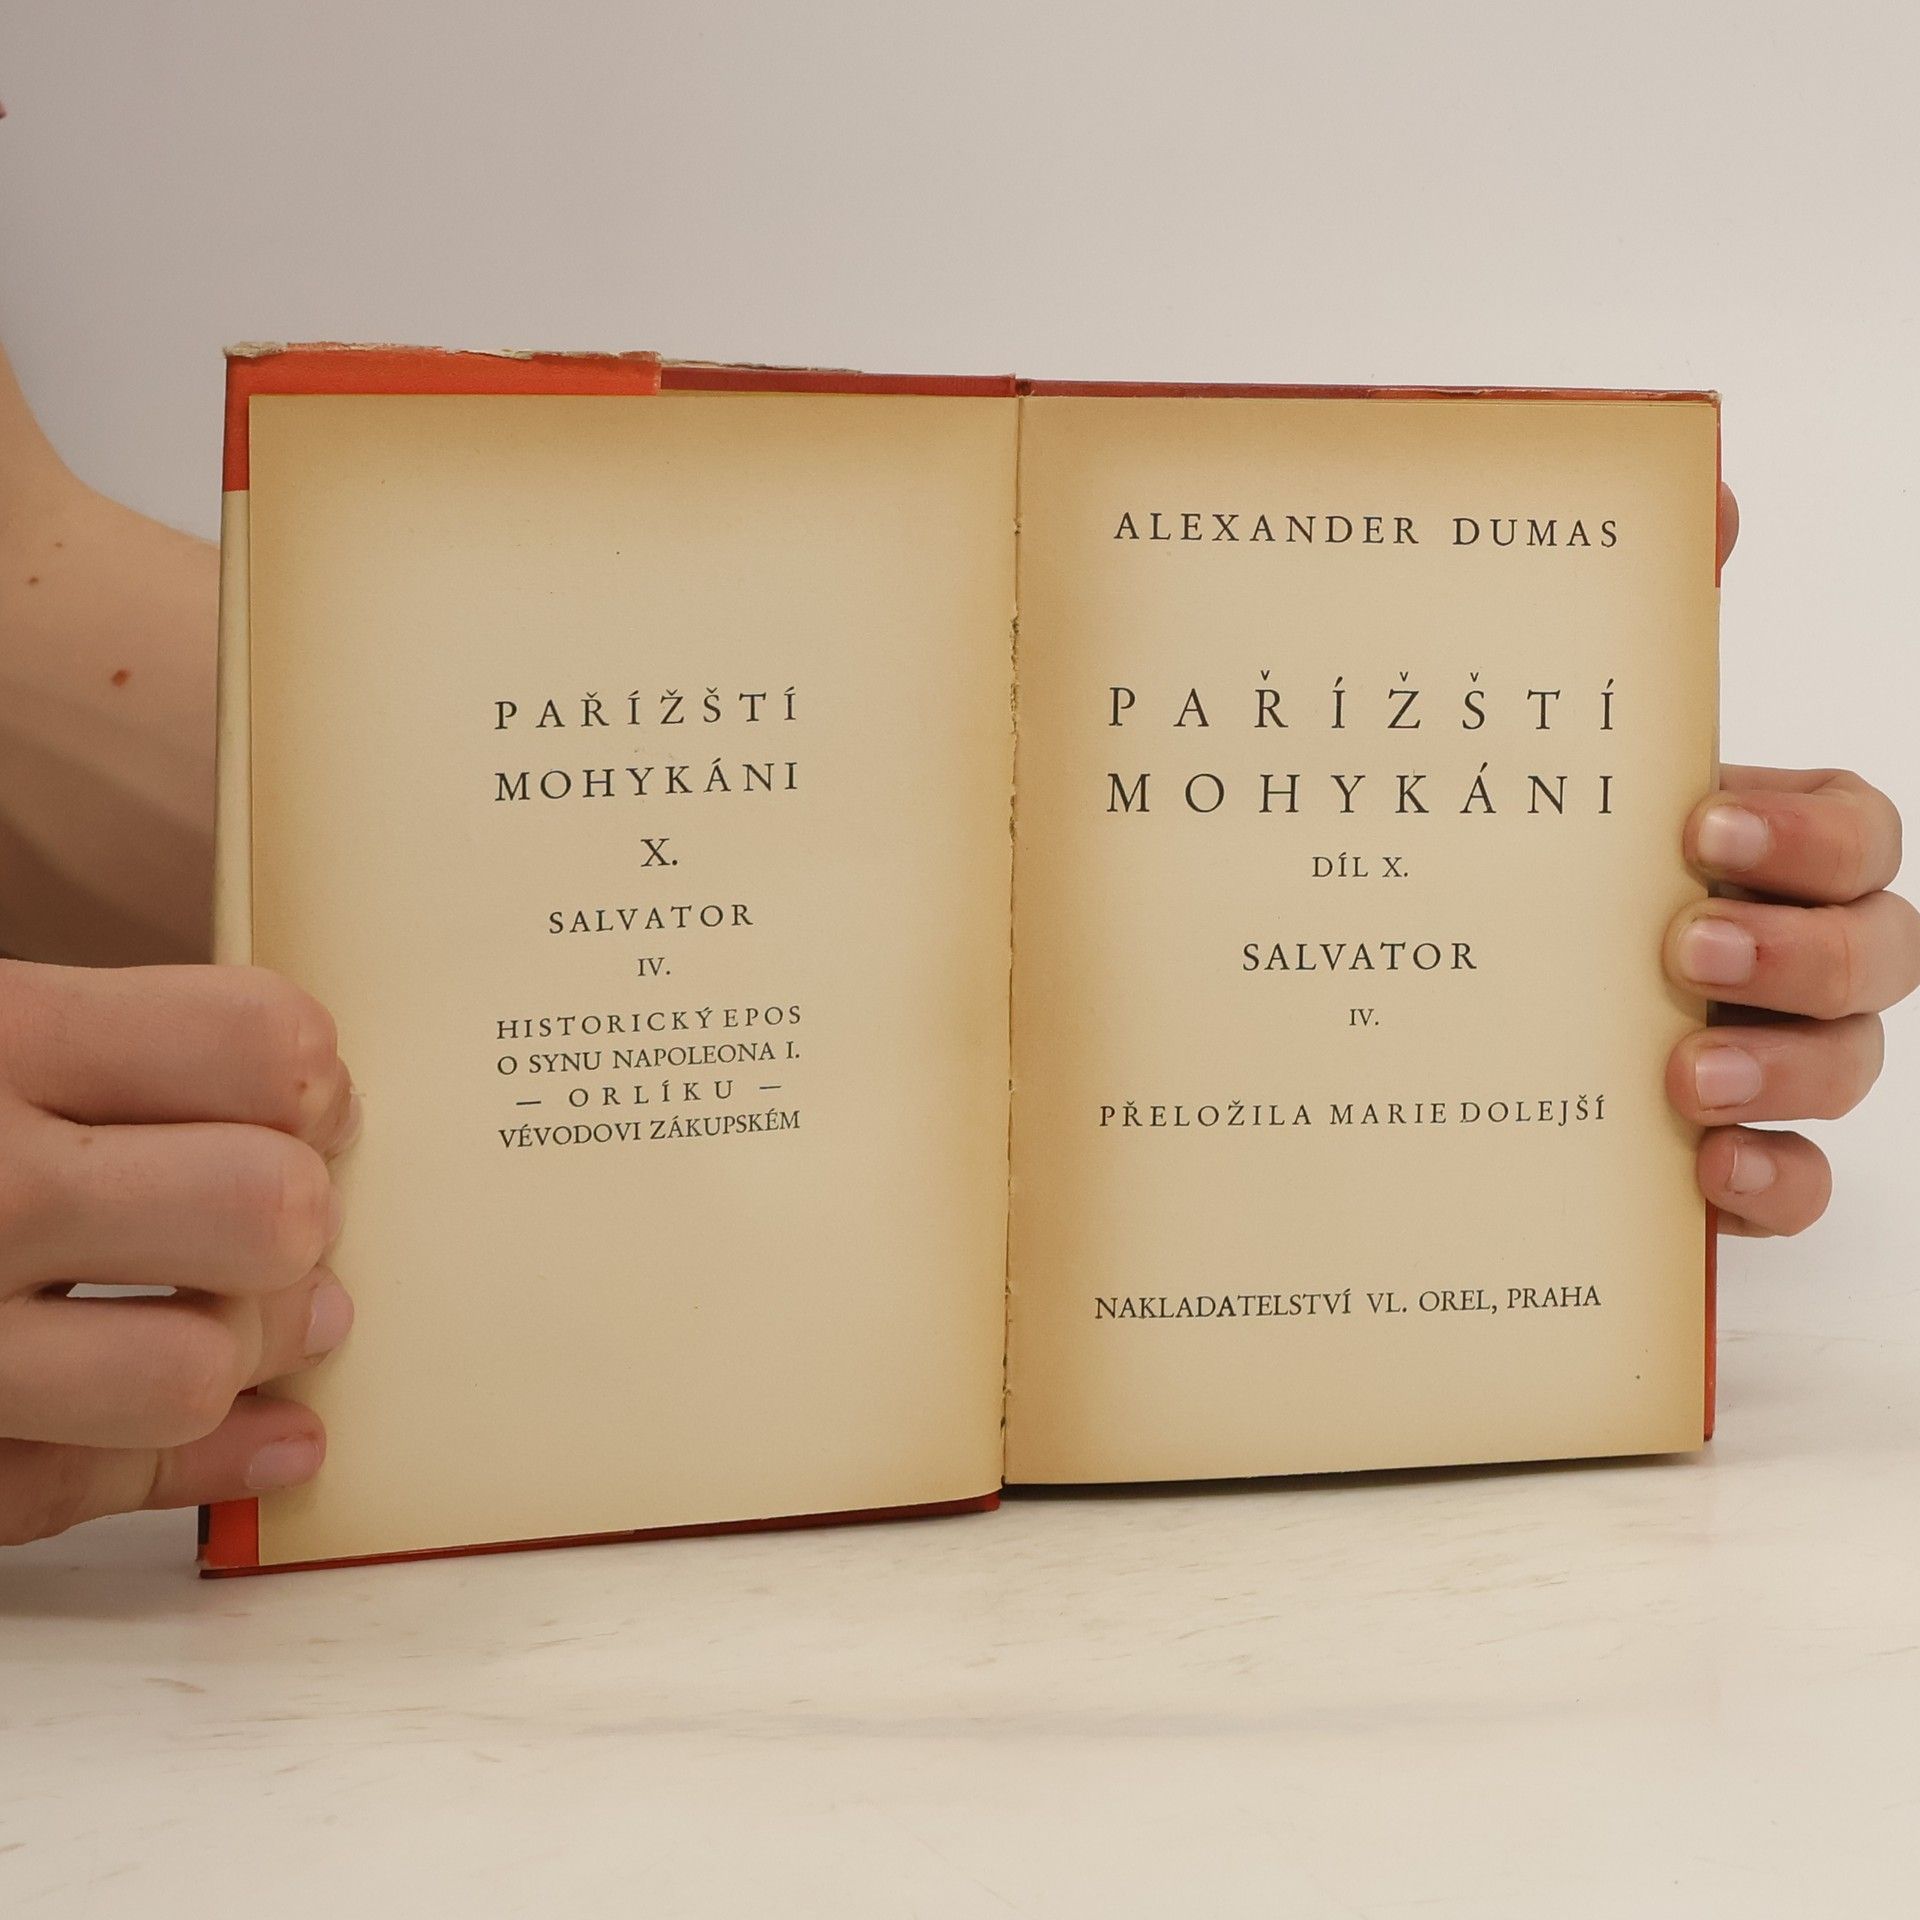 PAŘÍŽŠTÍ
MOHYKÁNI
X.
SALVATOR
IV.
HISTORICKÝ EPOS
O SYNU NAPOLEONA I.
— ORLÍKU —
VÉVODOVI ZÁKUPSKÉM
ALEXANDER DUMAS
PAŘÍŽŠTÍ
MOHYKÁNI
DÍL X.
SALVATOR
IV.
PŘELOŽILA MARIE DOLEJŠÍ
NAKLADATELSTVÍ VL. OREL, PRAHA